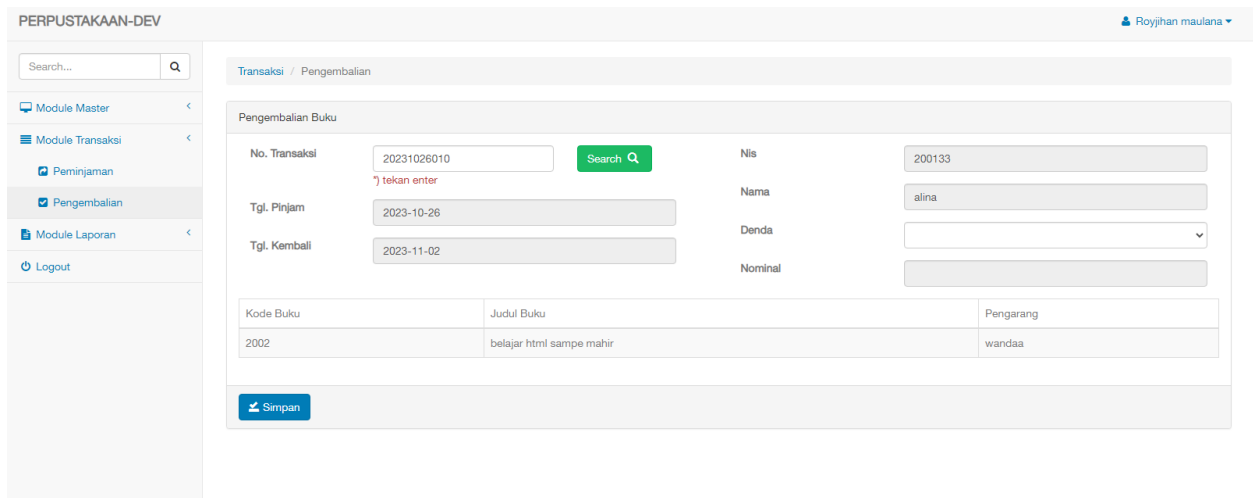 PERPUSTAKAAN-DEV
Royjihan maulana
Search...
Module Master
Module Transaksi
Peminjaman
Pengembalian
Module Laporan
Logout
Transaksi / Pengembalian
Pengembalian Buku
No. Transaksi
20231026010
Search
*) tekan enter
Tgl. Pinjam
2023-10-26
Tgl. Kembali
2023-11-02
Nis
200133
Nama
alina
Denda
Nominal
Kode Buku Judul Buku Pengarang
2002 belajar html sampe mahir wandaa
Simpan